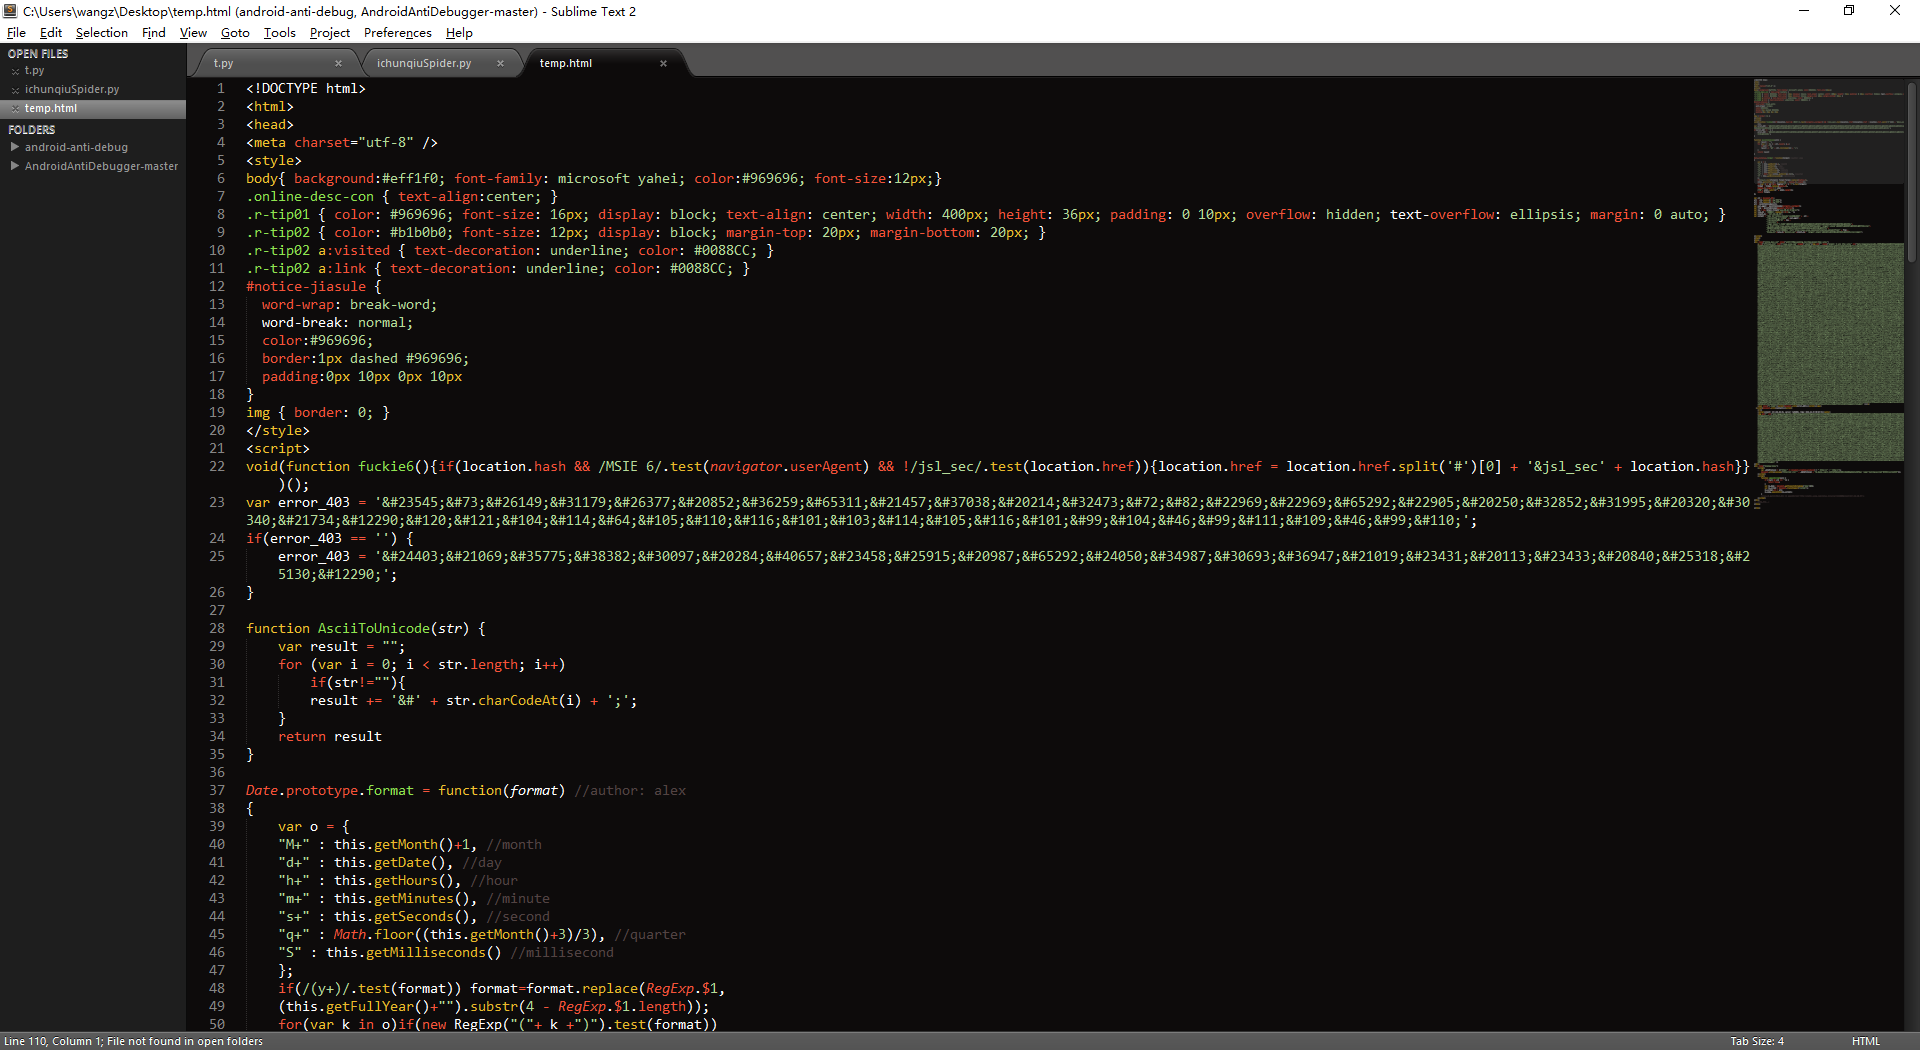 C:\Users\wangz\Desktop\temp.html (android-anti-debug, AndroidAntiDebugger-master) - Sublime Text 2
File Edit Selection Find View Goto Tools Project Preferences Help
OPEN FILES
t.py
ichunqiuSpider.py
temp.html
FOLDERS
android-anti-debug
AndroidAntiDebugger-master
t.py ichunqiuSpider.py temp.html
1 <!DOCTYPE html>
2 <html>
3 <head>
4 <meta charset="utf-8" />
5 <style>
6 body{ background:#eff1f0; font-family: microsoft yahei; color:#969696; font-size:12px;}
7 .online-desc-con { text-align:center; }
8 .r-tip01 { color: #969696; font-size: 16px; display: block; text-align: center; width: 400px; height: 36px; padding: 0 10px; overflow: hidden; text-overflow: ellipsis; margin: 0 auto; }
9 .r-tip02 { color: #b1b0b0; font-size: 12px; display: block; margin-top: 20px; margin-bottom: 20px; }
10 .r-tip02 a:visited { text-decoration: underline; color: #0088CC; }
11 .r-tip02 a:link { text-decoration: underline; color: #0088CC; }
12 #notice-jiasule {
13   word-wrap: break-word;
14   word-break: normal;
15   color:#969696;
16   border:1px dashed #969696;
17   padding:0px 10px 0px 10px
18 }
19 img { border: 0; }
20 </style>
21 <script>
22 void(function fuckie6(){if(location.hash && /MSIE 6/.test(navigator.userAgent) && !/jsl_sec/.test(location.href)){location.href = location.href.split('#')[0] + '&jsl_sec' + location.hash}}
)();
23 var error_403 = '&#23545;&#73;&#26149;&#31179;&#26377;&#20852;&#36259;&#65311;&#21457;&#37038;&#20214;&#32473;&#72;&#82;&#22969;&#22969;&#65292;&#22905;&#20250;&#32852;&#31995;&#20320;&#30
340;&#21734;&#12290;&#120;&#121;&#104;&#114;&#64;&#105;&#110;&#116;&#101;&#103;&#114;&#105;&#116;&#101;&#99;&#104;&#46;&#99;&#111;&#109;&#46;&#99;&#110;';
24 if(error_403 == '') {
25     error_403 = '&#24403;&#21069;&#35775;&#38382;&#30097;&#20284;&#40657;&#23458;&#25915;&#20987;&#65292;&#24050;&#34987;&#30693;&#36947;&#21019;&#23431;&#20113;&#23433;&#20840;&#25318;&#2
5130;&#12290;';
26 }
27
28 function AsciiToUnicode(str) {
29     var result = "";
30     for (var i = 0; i < str.length; i++)
31         if(str!=""){
32         result += '&#' + str.charCodeAt(i) + ';';
33     }
34     return result
35 }
36
37 Date.prototype.format = function(format) //author: alex
38 {
39     var o = {
40     "M+" : this.getMonth()+1, //month
41     "d+" : this.getDate(), //day
42     "h+" : this.getHours(), //hour
43     "m+" : this.getMinutes(), //minute
44     "s+" : this.getSeconds(), //second
45     "q+" : Math.floor((this.getMonth()+3)/3), //quarter
46     "S" : this.getMilliseconds() //millisecond
47     };
48     if(/(y+)/.test(format)) format=format.replace(RegExp.$1,
49     (this.getFullYear()+"").substr(4 - RegExp.$1.length));
50     for(var k in o)if(new RegExp("("+ k +")").test(format))
Line 110, Column 1; File not found in open folders Tab Size: 4 HTML